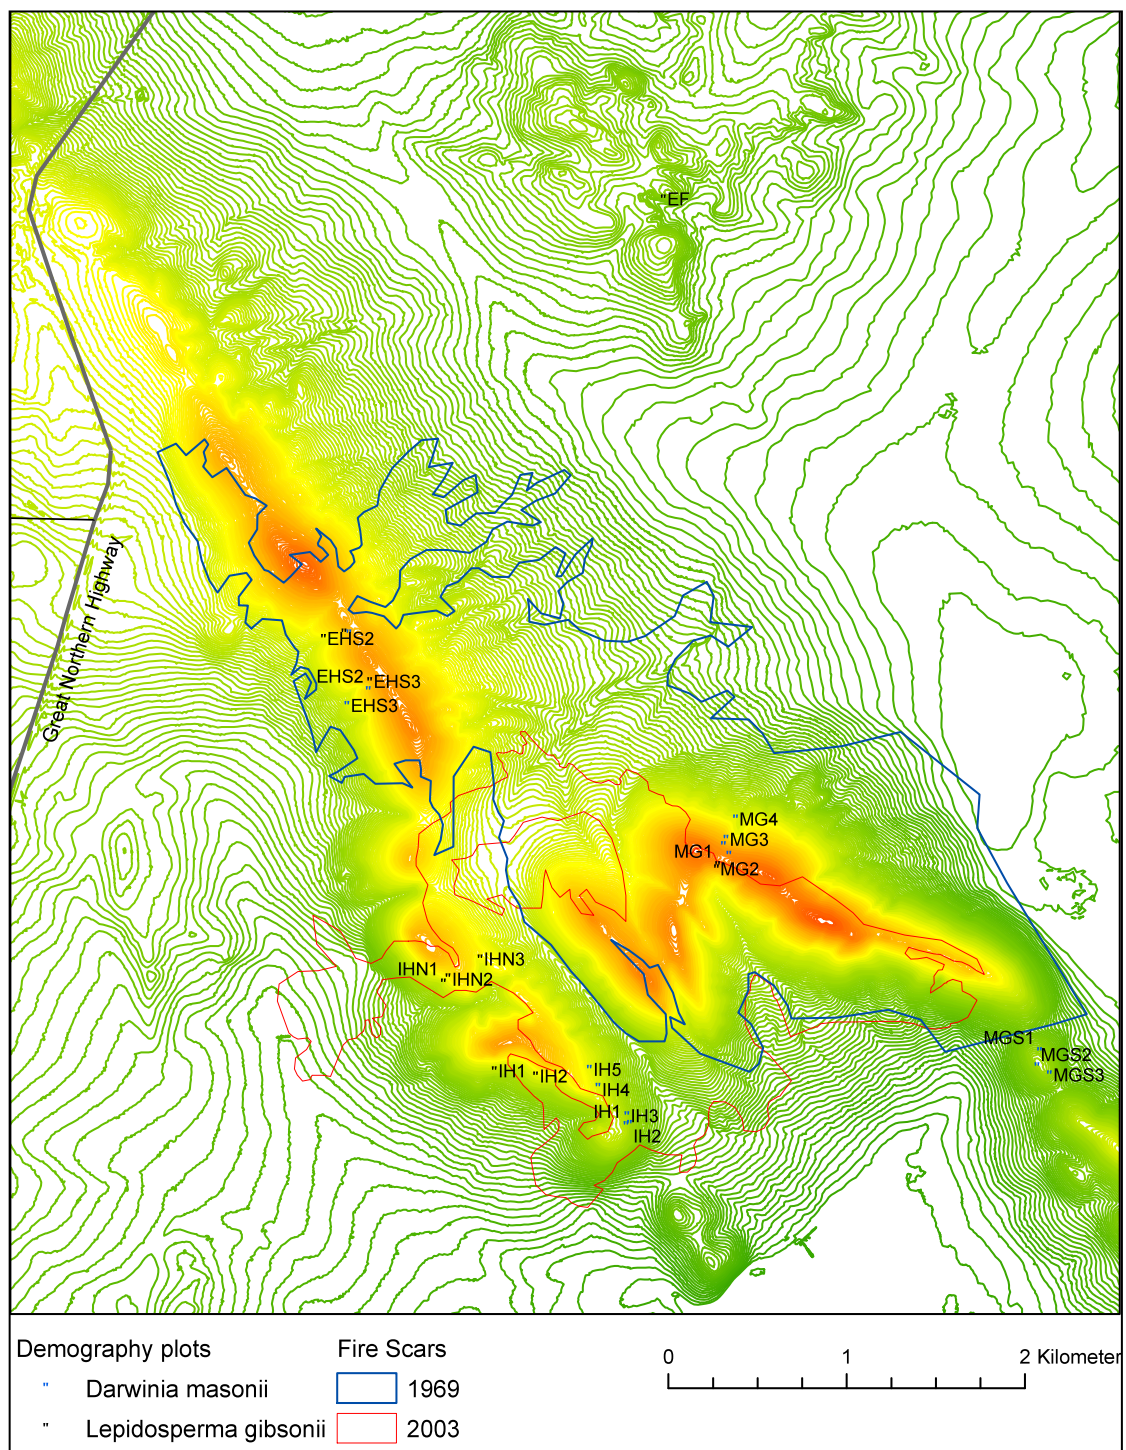 "EF
Great Northern Highway
"EHS2
EHS2 "EHS3
"EHS3
"MG4
"MG3
MG1
"MG2
"IHN3
IHN1
"IHN2
MGS1
"MGS2
"MGS3
"IH1
"IH2
"IH5
"IH4
IH1
"IH3
IH2
Demography plots
" Darwinia masonii
" Lepidosperma gibsonii
Fire Scars
1969
2003
0 1 2 Kilometer